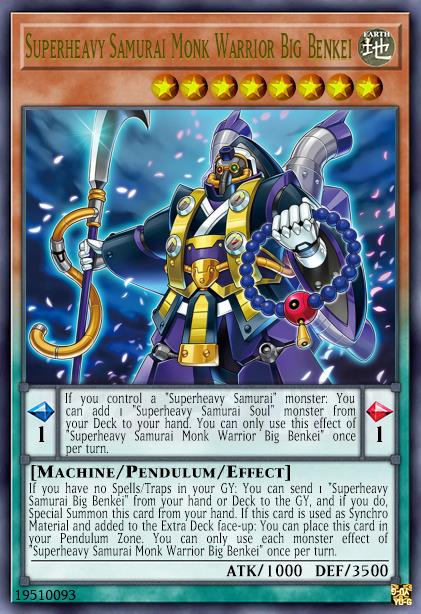 Superheavy Samurai Monk Warrior Big Benkei
EARTH
地
If you control a "Superheavy Samurai" monster: You
can add 1 "Superheavy Samurai Soul" monster from
your Deck to your hand. You can only use this effect of
"Superheavy Samurai Monk Warrior Big Benkei" once
per turn.
1
1
[Machine/Pendulum/Effect]
If you have no Spells/Traps in your GY: You can send 1 "Superheavy
Samurai Big Benkei" from your hand or Deck to the GY, and if you do,
Special Summon this card from your hand. If this card is used as Synchro
Material and added to the Extra Deck face-up: You can place this card in
your Pendulum Zone. You can only use each monster effect of
"Superheavy Samurai Monk Warrior Big Benkei" once per turn.
ATK/1000 DEF/3500
19510093